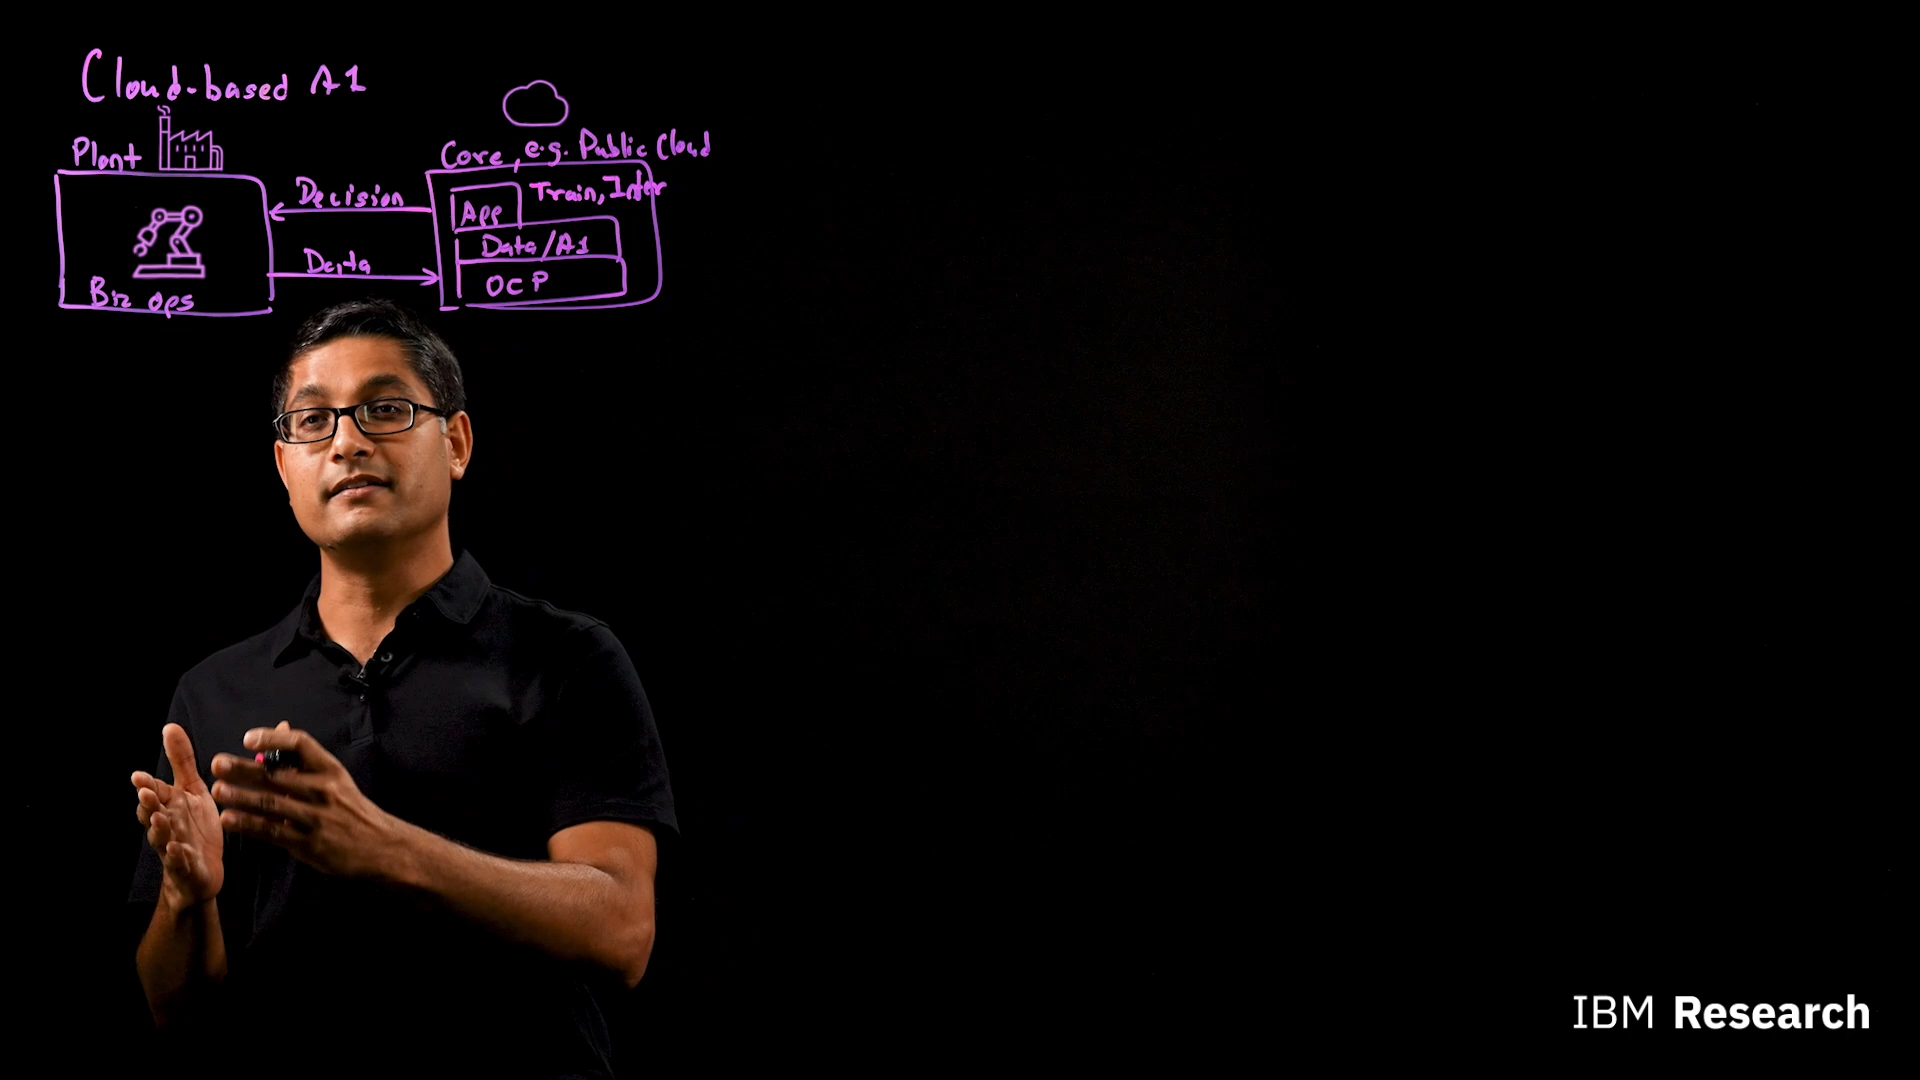 Cloud-based AI
Plant
Core, e.g. Public Cloud
Decision
Train, Infer
App
Data/AI
Data
OCP
Biz ops
IBM Research